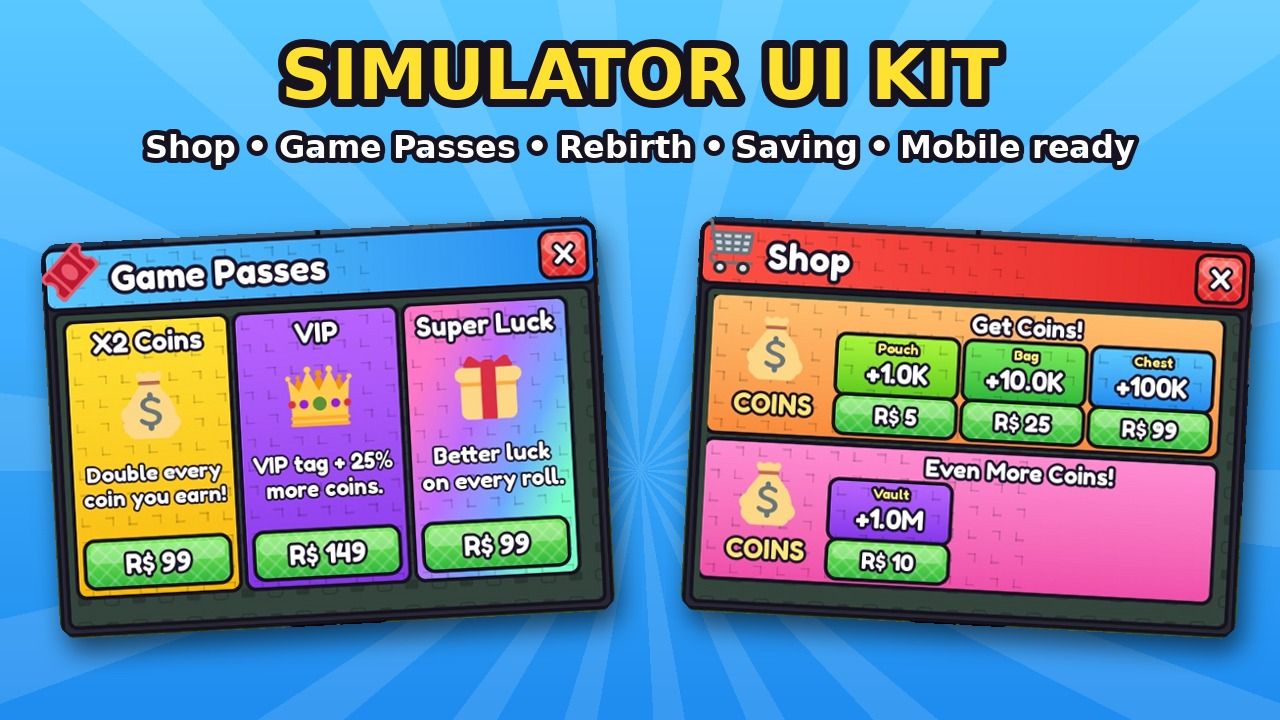 SIMULATOR UI KIT
Shop • Game Passes • Rebirth • Saving • Mobile ready
Game Passes
X
X2 Coins
$
Double every
coin you earn!
R$ 99
VIP
VIP tag + 25%
more coins.
R$ 149
Super Luck
Better luck
on every roll.
R$ 99
Shop
X
$
COINS
Get Coins!
Pouch
+1.0K
R$ 5
Bag
+10.0K
R$ 25
Chest
+100K
R$ 99
$
COINS
Even More Coins!
Vault
+1.0M
R$ 10